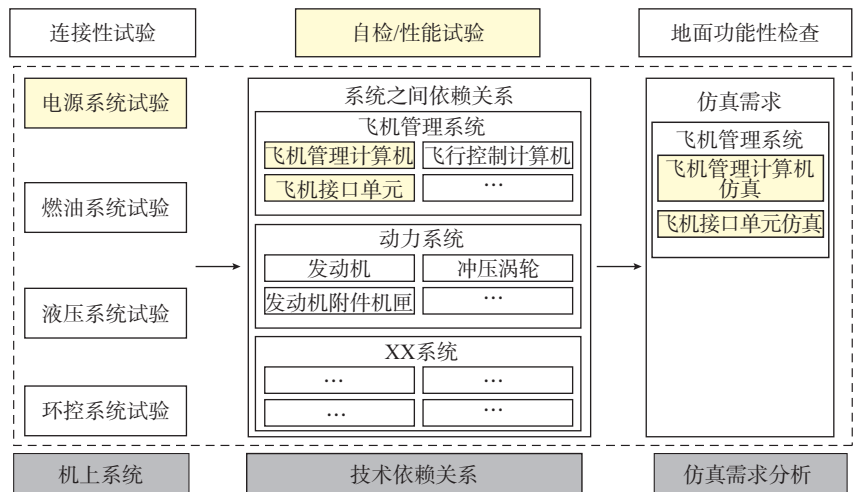 连接性试验
自检/性能试验
地面功能性检查
电源系统试验
燃油系统试验
液压系统试验
环控系统试验
系统之间依赖关系
飞机管理系统
飞机管理计算机
飞行控制计算机
飞机接口单元
…
动力系统
发动机
冲压涡轮
发动机附件机匣
…
XX系统
…
…
…
…
仿真需求
飞机管理系统
飞机管理计算机
仿真
飞机接口单元仿真
机上系统
技术依赖关系
仿真需求分析